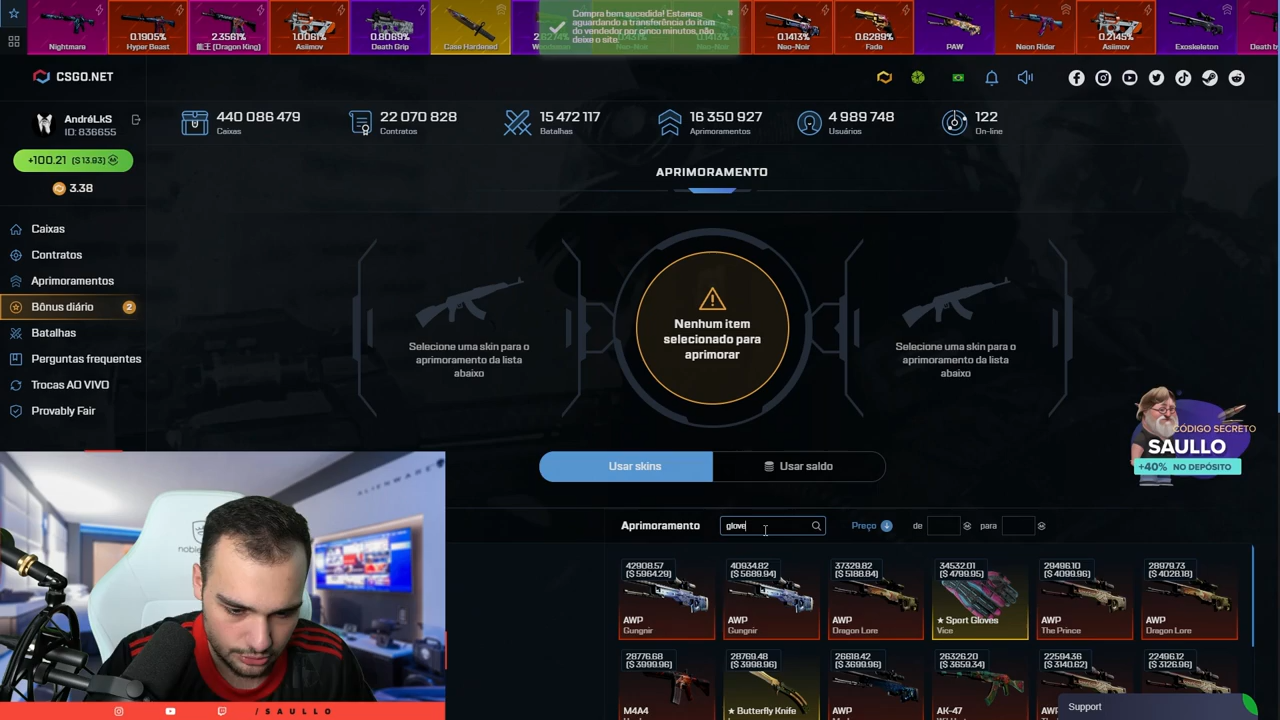 Compra bem sucedida! Estamos
aguardando a transferência do item
do vendedor por cinco minutos, não
deixe o site.
Nightmare
0.1905%
Hyper Beast
2.3561%
龍王 (Dragon King)
1.0061%
Asiimov
0.8069%
Death Grip
Case Hardened
0.1413%
Neo-Noir
0.6289%
Fade
PAW
Neon Rider
0.2145%
Asiimov
Exoskeleton
CSGO.NET
AndréLkS
ID: 836655
+100.21 ($ 13.93)
3.38
440 086 479
Caixas
22 070 828
Contratos
15 472 117
Batalhas
16 350 927
Aprimoramentos
4 989 748
Usuários
122
On-line
APRIMORAMENTO
Caixas
Contratos
Aprimoramentos
Bônus diário 2
Batalhas
Perguntas frequentes
Trocas AO VIVO
Provably Fair
Selecione uma skin para o
aprimoramento da lista
abaixo
Nenhum item
selecionado para
aprimorar
Selecione uma skin para o
aprimoramento da lista
abaixo
CÓDIGO SECRETO
SAULLO
+40% NO DEPÓSITO
Usar skins
Usar saldo
Aprimoramento
glove
Preço
de
para
42908.57
($ 5964.29)
AWP
Gungnir
40934.82
($ 5689.94)
AWP
Gungnir
37329.82
($ 5188.84)
AWP
Dragon Lore
34532.01
($ 4799.95)
★ Sport Gloves
Vice
29496.10
($ 4099.96)
AWP
The Prince
28979.73
($ 4028.18)
AWP
Dragon Lore
28776.68
($ 3999.96)
M4A4
28769.48
($ 3998.96)
★ Butterfly Knife
26618.42
($ 3699.96)
AWP
26326.20
($ 3659.34)
AK-47
22594.36
($ 3140.62)
22496.12
($ 3126.96)
Support
/SAULLO